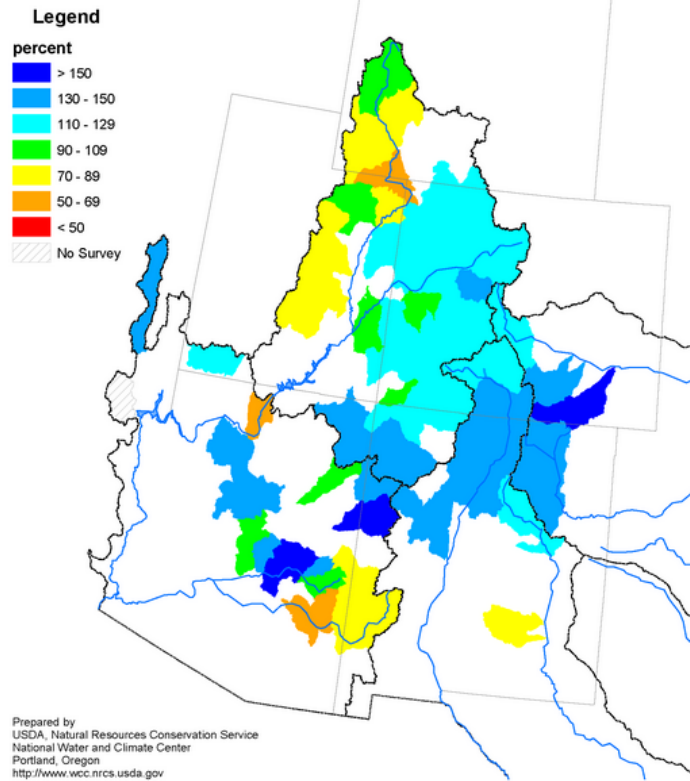 Legend
percent
> 150
130 - 150
110 - 129
90 - 109
70 - 89
50 - 69
< 50
No Survey
Prepared by
USDA, Natural Resources Conservation Service
National Water and Climate Center
Portland, Oregon
http://www.wcc.nrcs.usda.gov